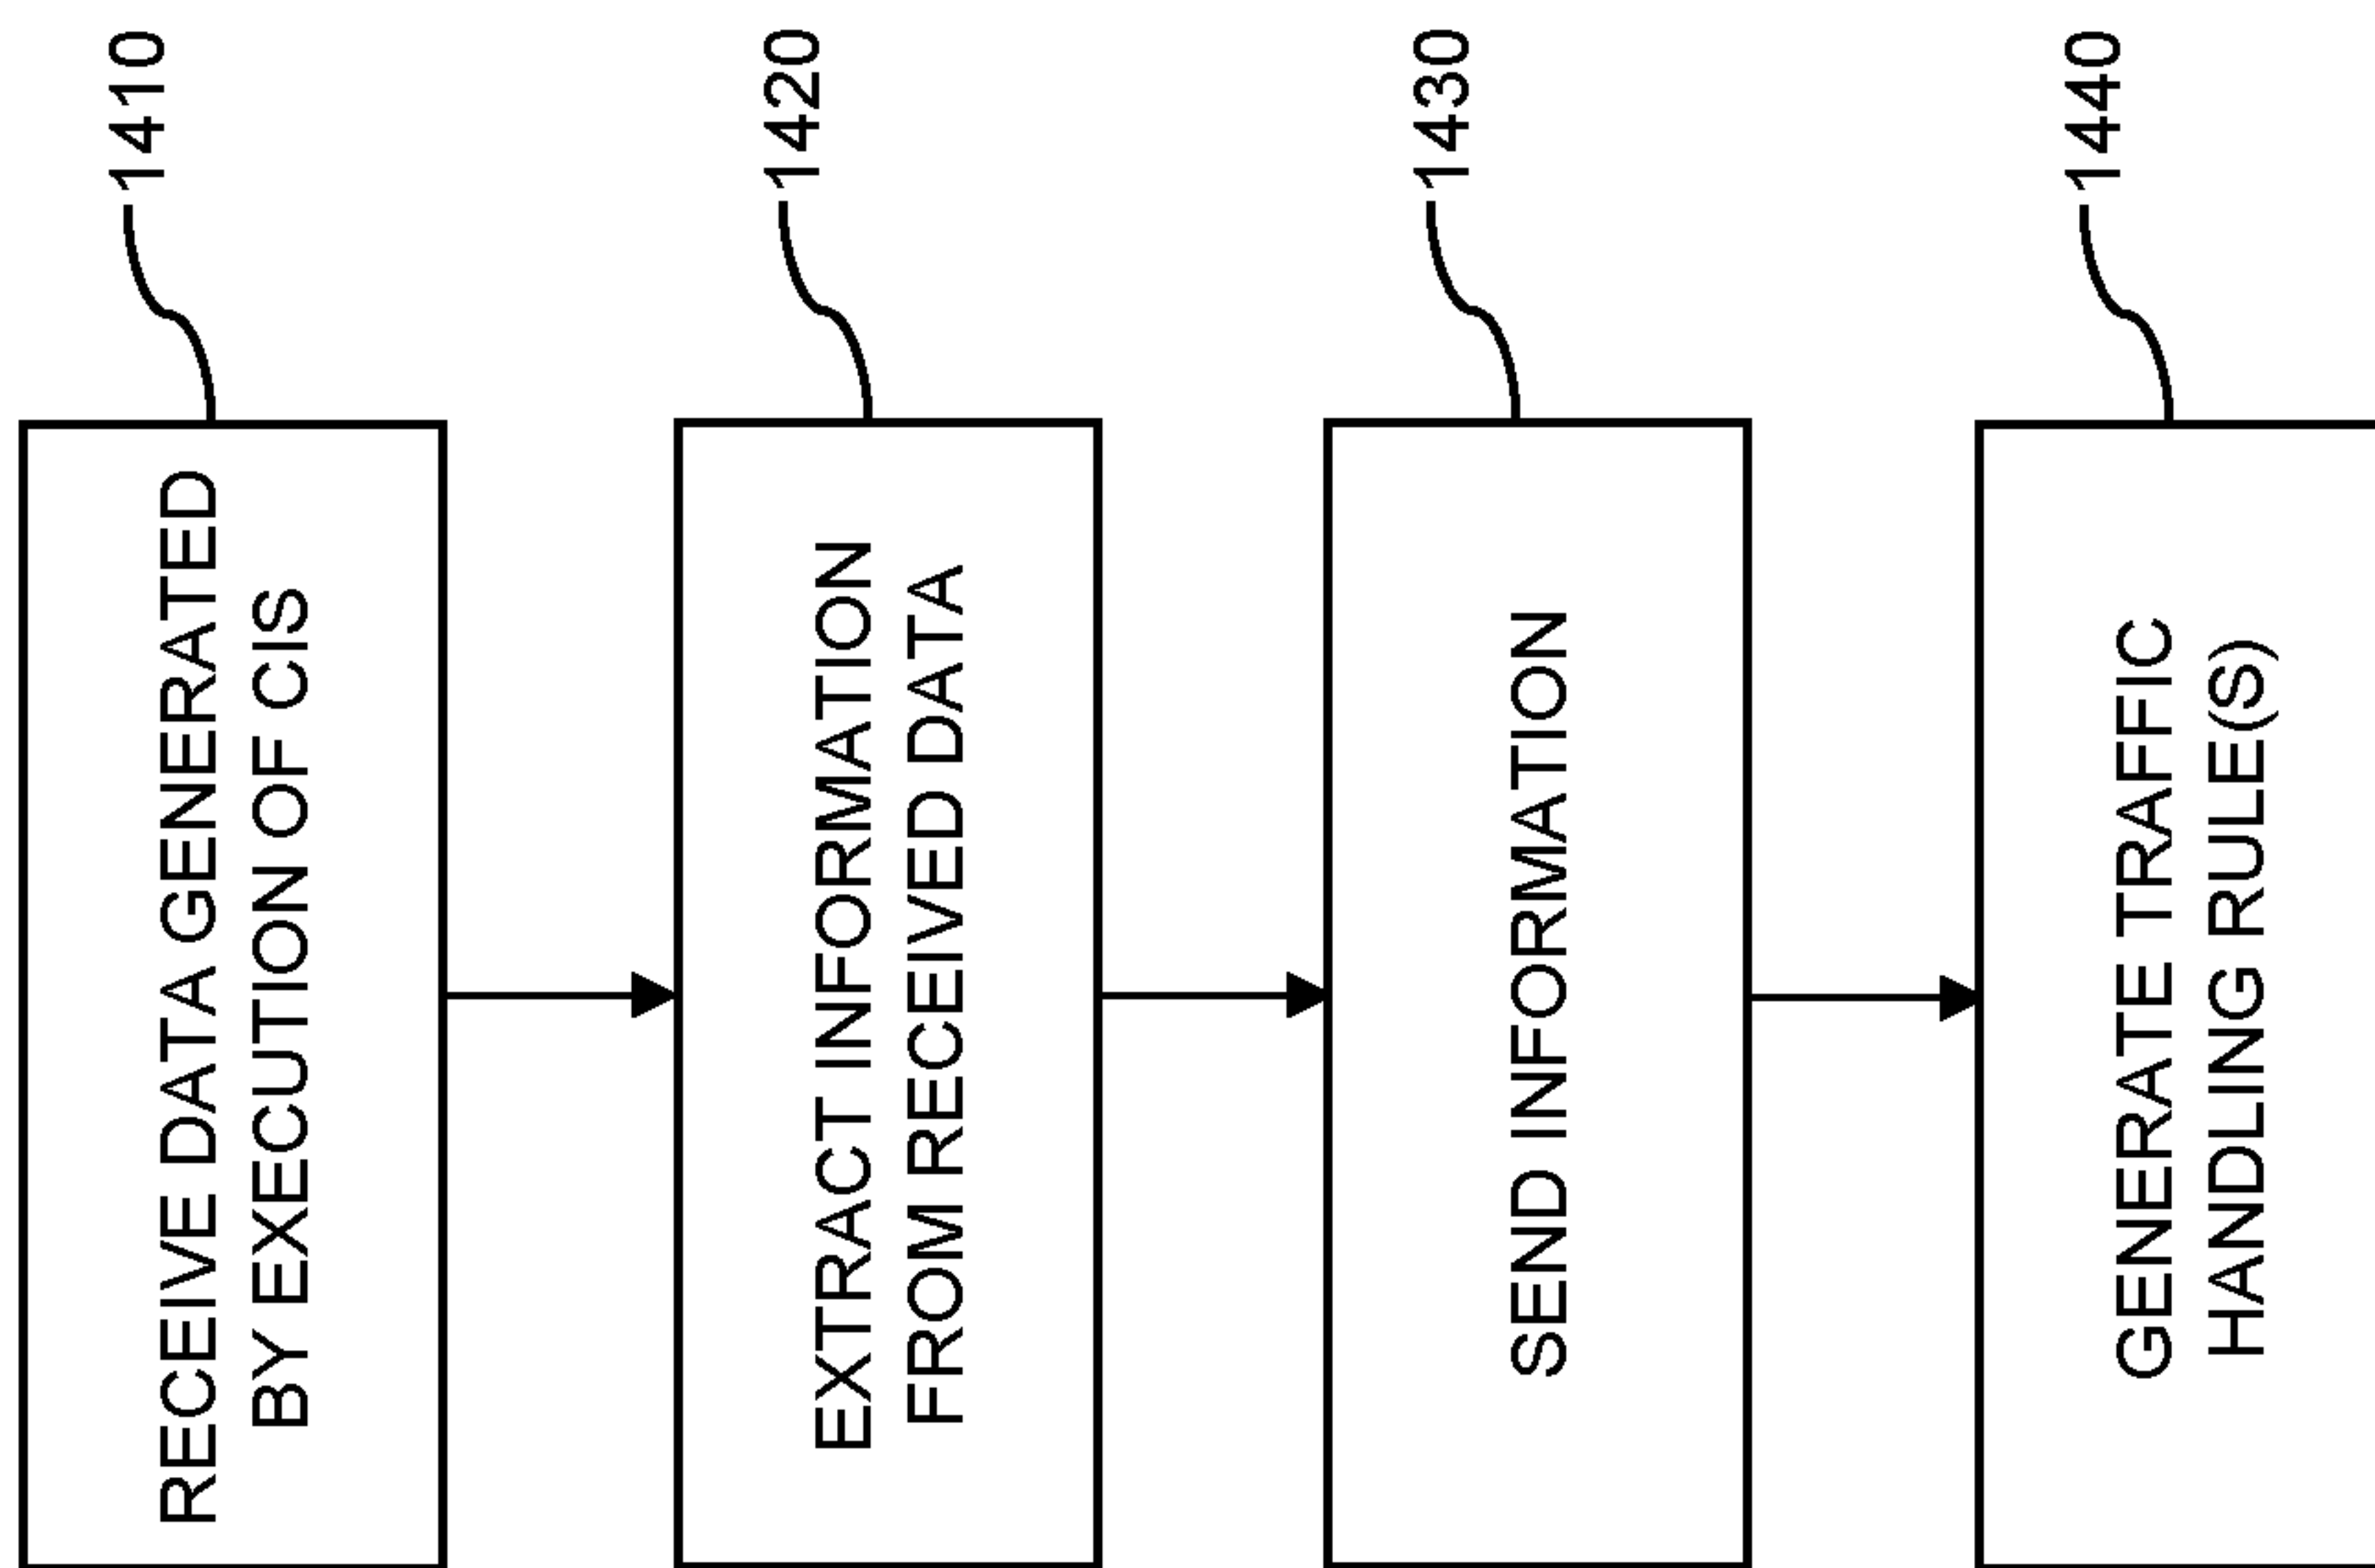 1410
RECEIVE DATA GENERATED
BY EXECUTION OF CIS
1420
EXTRACT INFORMATION
FROM RECEIVED DATA
1430
SEND INFORMATION
1440
GENERATE TRAFFIC
HANDLING RULE(S)